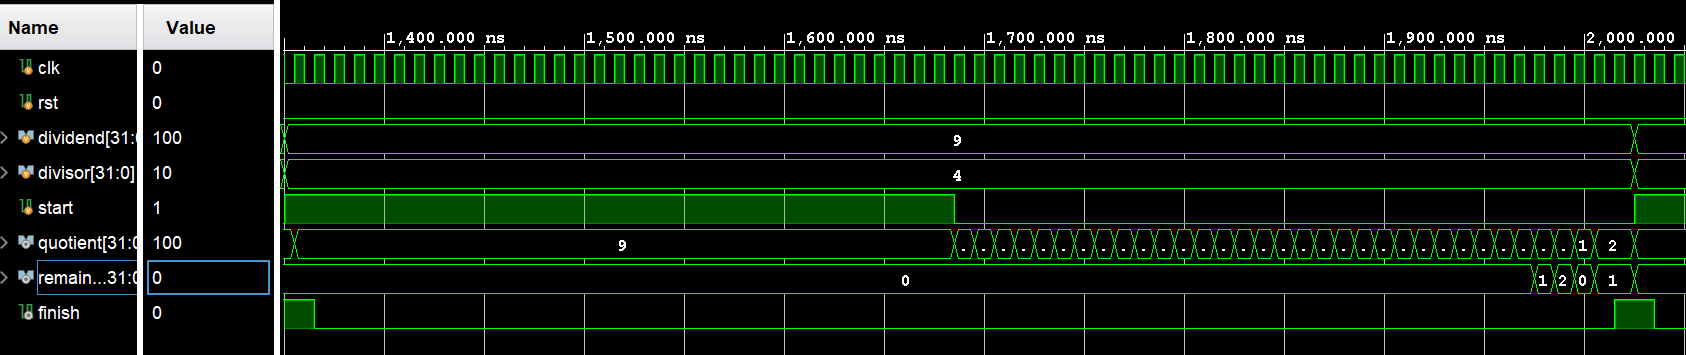 Name Value
1,400.000 ns 1,500.000 ns 1,600.000 ns 1,700.000 ns 1,800.000 ns 1,900.000 ns 2,000.000
clk 0
rst 0
dividend[31:0 100 9
divisor[31:0] 10 4
start 1
quotient[31:0 100 9 . . . . . . . . . . . . . . . . . . . . . . . . . . . . . . . 1 2
remain...31:0 0 0 1 2 0 1
finish 0